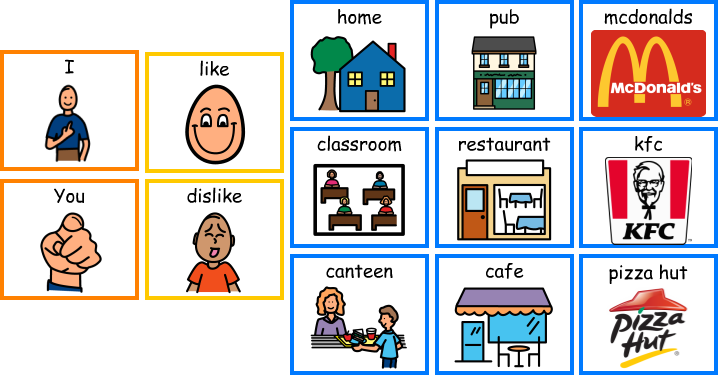 I
You
like
dislike
home
pub
mcdonalds
McDonald's
®
classroom
restaurant
kfc
KFC
canteen
cafe
pizza hut
Pizza
Hut